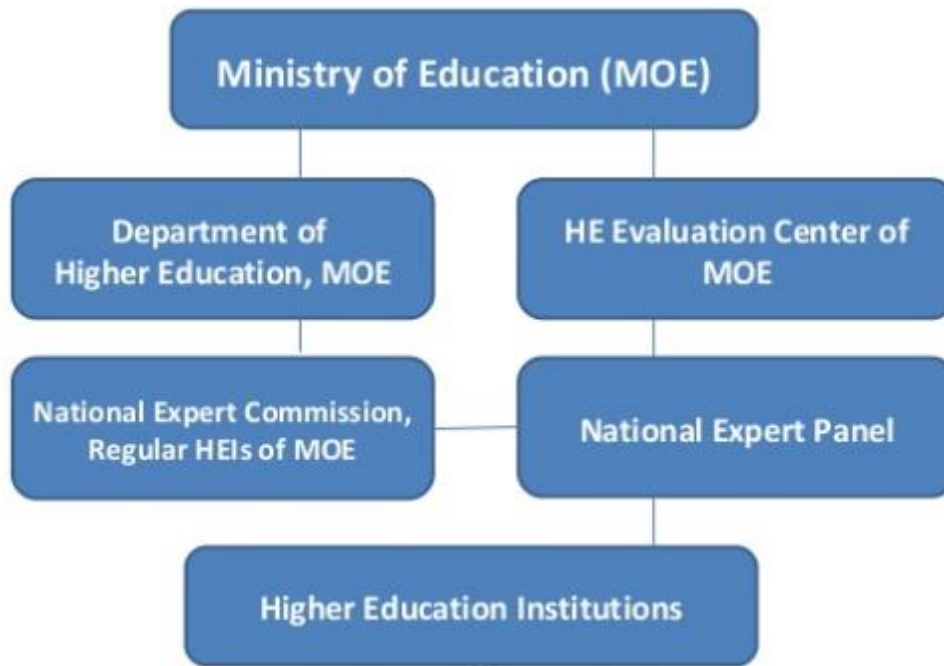 Ministry of Education (MOE)
Department of
Higher Education, MOE
HE Evaluation Center of
MOE
National Expert Commission,
Regular HEIs of MOE
National Expert Panel
Higher Education Institutions